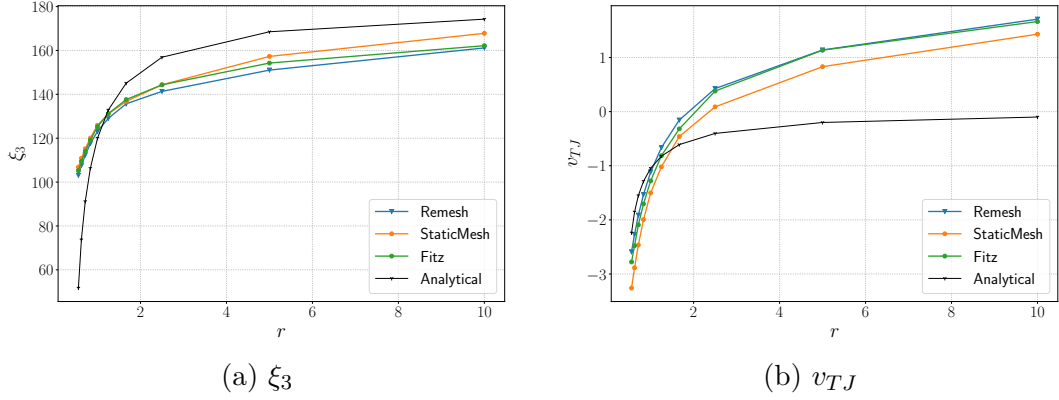 180
160
140
120
100
80
60
ξ3
2
4
6
8
10
r
Remesh
StaticMesh
Fitz
Analytical
(a) ξ3
1
0
−1
−2
−3
vTJ
2
4
6
8
10
r
Remesh
StaticMesh
Fitz
Analytical
(b) vTJ